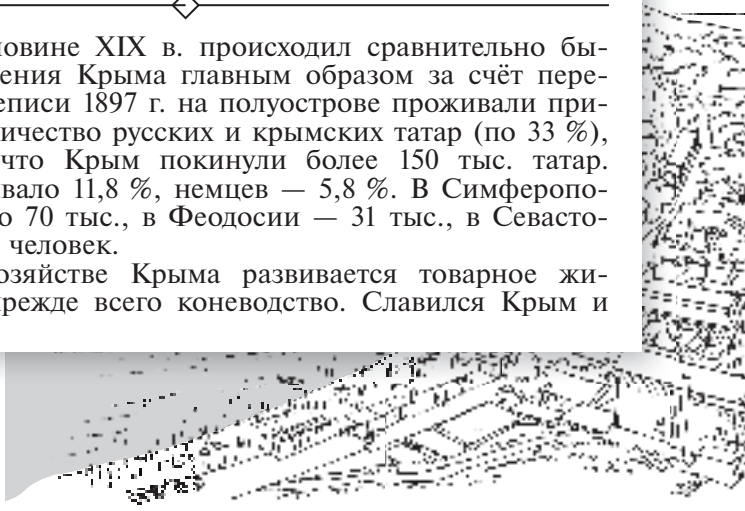 ловине XIX в. происходил сравнительно бы-
ения Крыма главным образом за счёт пере-
еписи 1897 г. на полуострове проживали при-
ичество русских и крымских татар (по 33 %),
что Крым покинули более 150 тыс. татар.
вало 11,8 %, немцев — 5,8 %. В Симферопо-
о 70 тыс., в Феодосии — 31 тыс., в Севасто-
человек.
озяйстве Крыма развивается товарное жи-
прежде всего коневодство. Славился Крым и